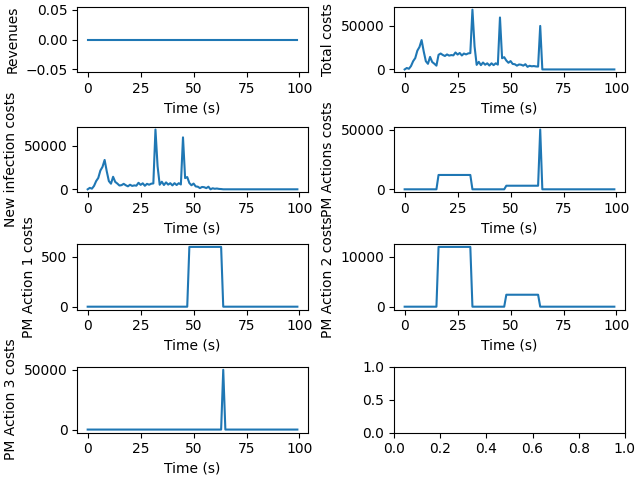 Revenues
0.05
0.00
−0.05
0 25 50 75 100
Time (s)
Total costs
50000
0
0 25 50 75 100
Time (s)
New infection costs
50000
0
0 25 50 75 100
Time (s)
PM Actions costs
50000
0
0 25 50 75 100
Time (s)
PM Action 1 costs
500
0
0 25 50 75 100
Time (s)
PM Action 2 costs
10000
0
0 25 50 75 100
Time (s)
PM Action 3 costs
50000
0
0 25 50 75 100
Time (s)
1.0
0.5
0.0
0.0 0.2 0.4 0.6 0.8 1.0